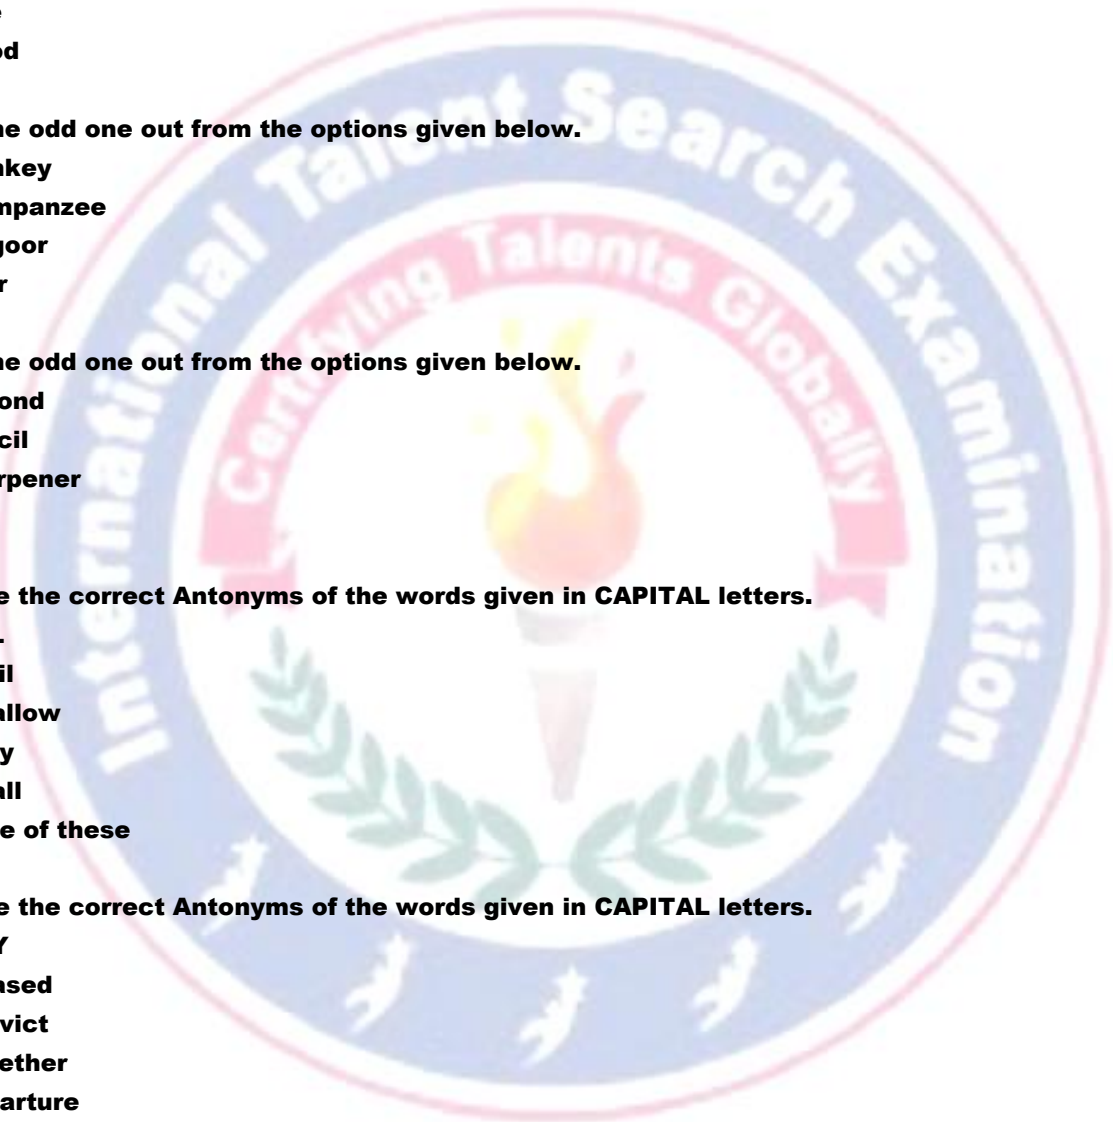 od
ne odd one out from the options given below.
nkey
mpanzee
goor
r
ne odd one out from the options given below.
ond
cil
rpener
e the correct Antonyms of the words given in CAPITAL letters.
.
il
allow
y
all
e of these
e the correct Antonyms of the words given in CAPITAL letters.
Y
ased
vict
ether
arture
International Talent Search Examination
Certifying Talents Globally